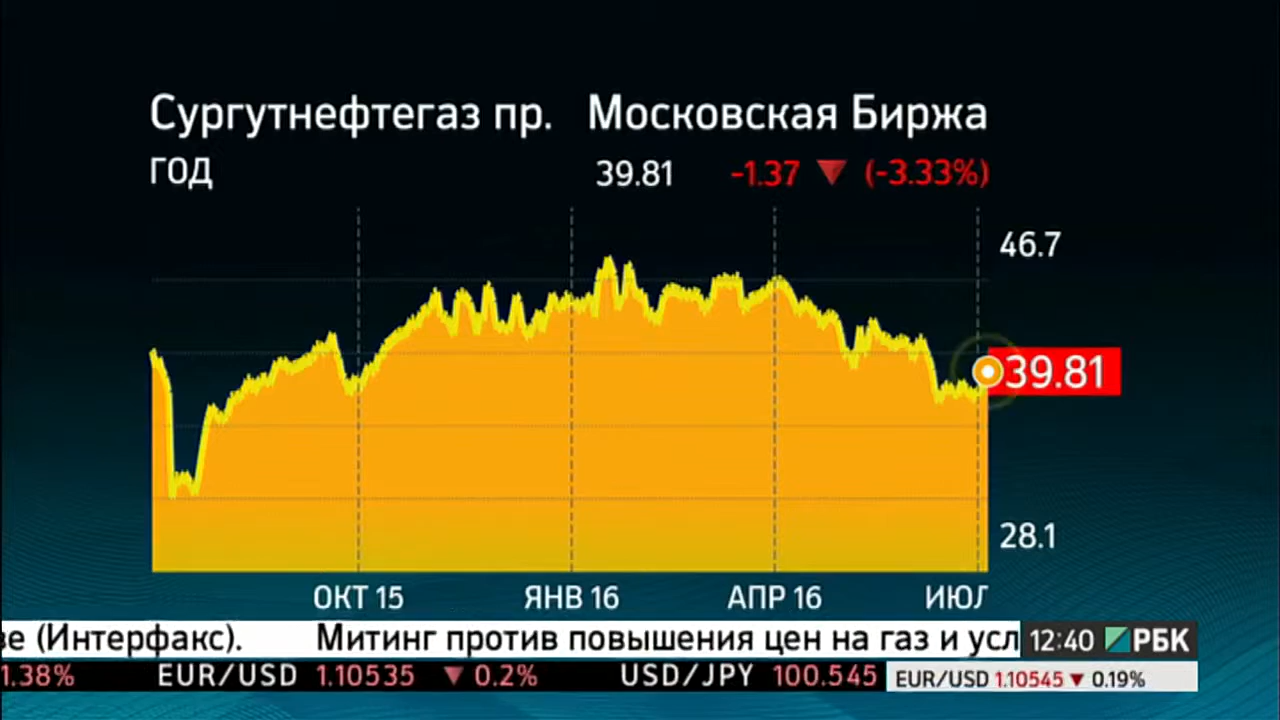 Сургутнефтегаз пр. Московская Биржа
год 39.81 -1.37 ▼ (-3.33%)
46.7
39.81
28.1
ОКТ 15 ЯНВ 16 АПР 16 ИЮЛ
(Интерфакс). Митинг против повышения цен на газ и 12:40 РБК
1.38% EUR/USD 1.10535 ▼ 0.2% USD/JPY 100.545 EUR/USD 1.10545 ▼ 0.19%